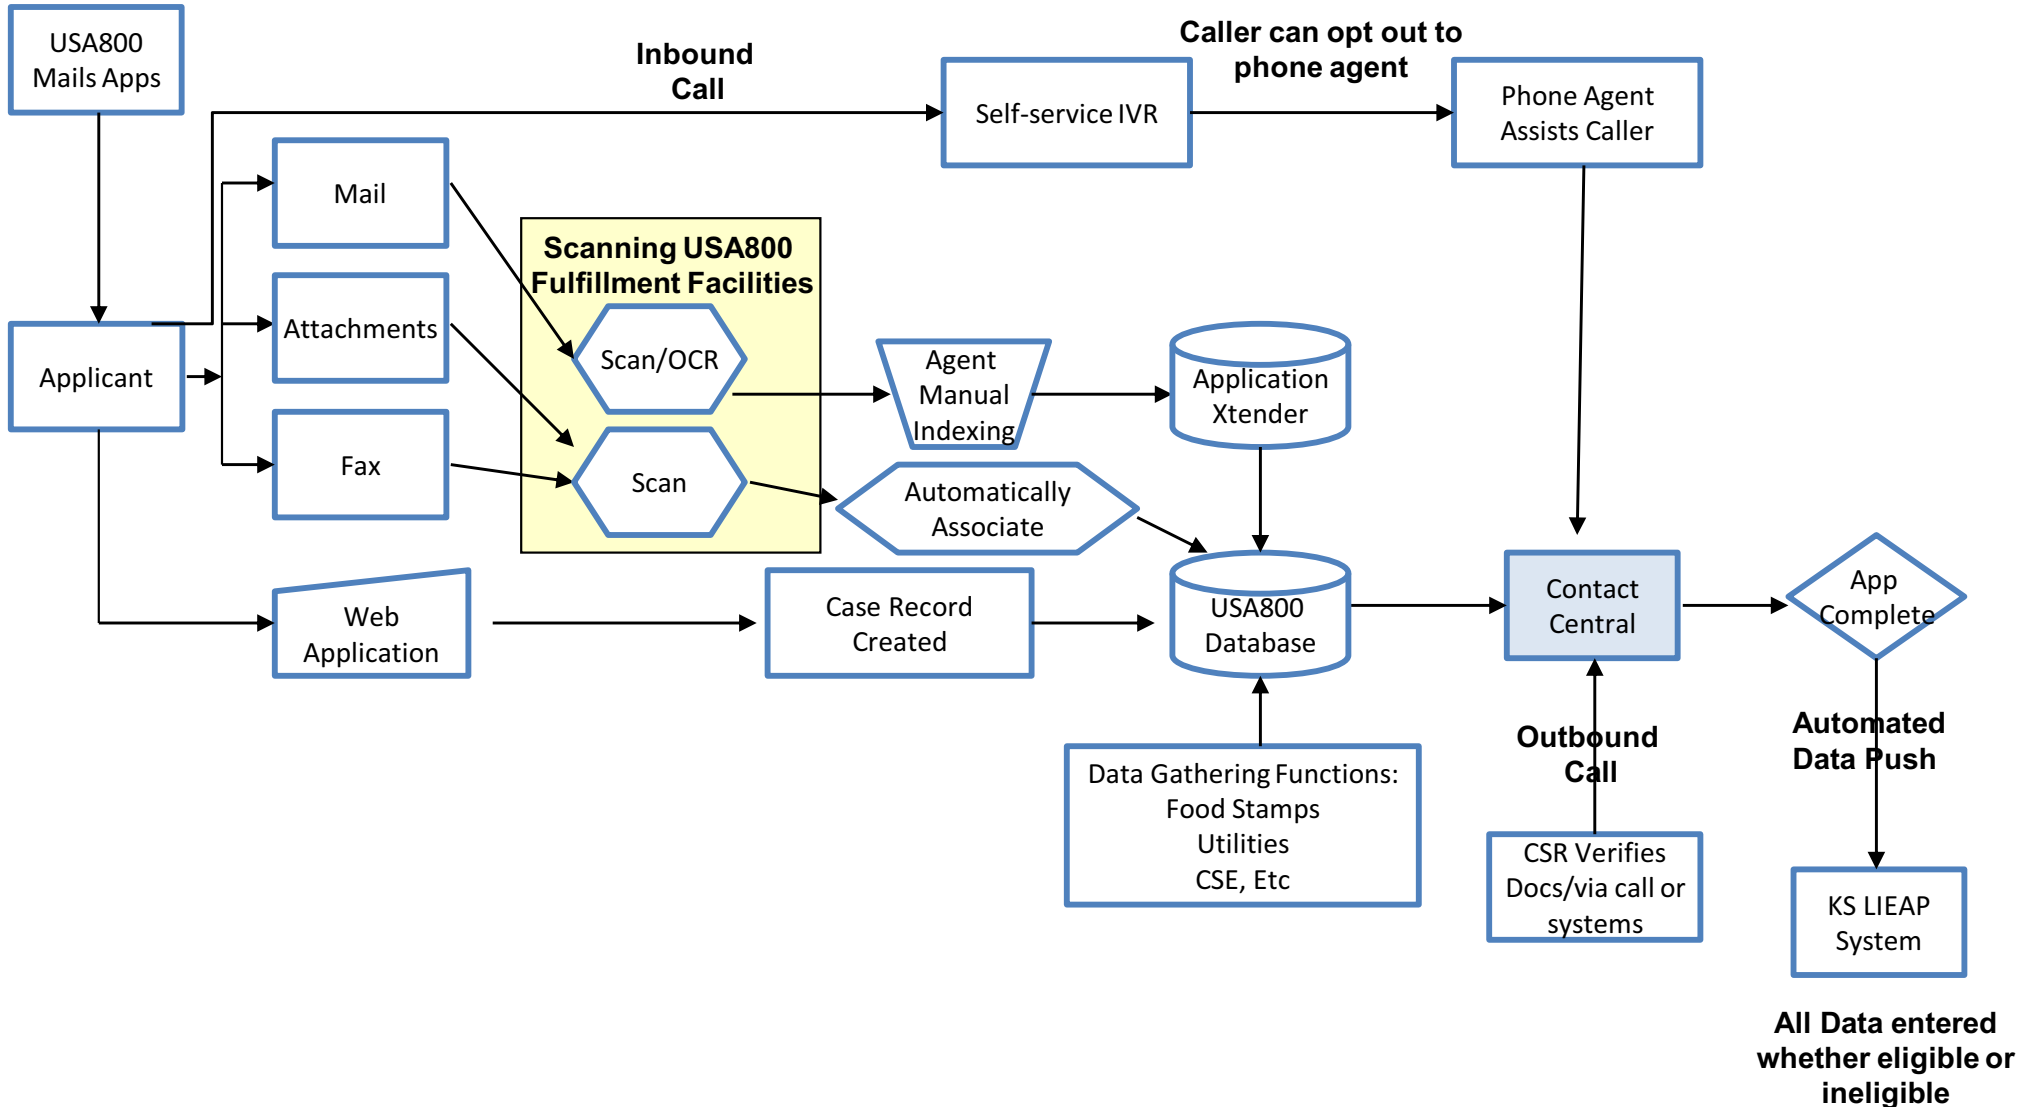 USA800
Mails Apps
Inbound
Call
Caller can opt out to
phone agent
Self-service IVR
Phone Agent
Assists Caller
Mail
Scanning USA800
Fulfillment Facilities
Attachments
Applicant
Scan/OCR
Agent
Manual
Indexing
Application
Xtender
Fax
Scan
Automatically
Associate
Web
Application
Case Record
Created
USA800
Database
Contact
Central
App
Complete
Data Gathering Functions:
Food Stamps
Utilities
CSE, Etc
Outbound
Call
Automated
Data Push
CSR Verifies
Docs/via call or
systems
KS LIEAP
System
All Data entered
whether eligible or
ineligible